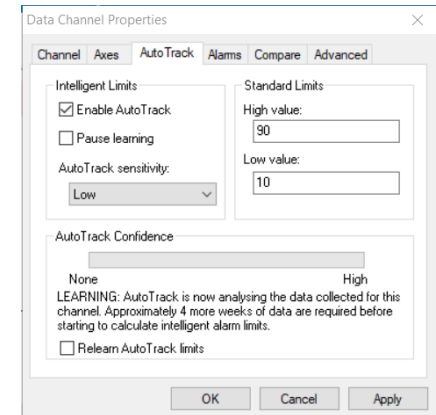 Data Channel Properties
Channel Axes AutoTrack Alarms Compare Advanced
Intelligent Limits
Enable AutoTrack
Pause learning
AutoTrack sensitivity:
Low
Standard Limits
High value:
90
Low value:
10
AutoTrack Confidence
None High
LEARNING: AutoTrack is now analysing the data collected for this
channel. Approximately 4 more weeks of data are required before
starting to calculate intelligent alarm limits.
Relearn AutoTrack limits
OK Cancel Apply